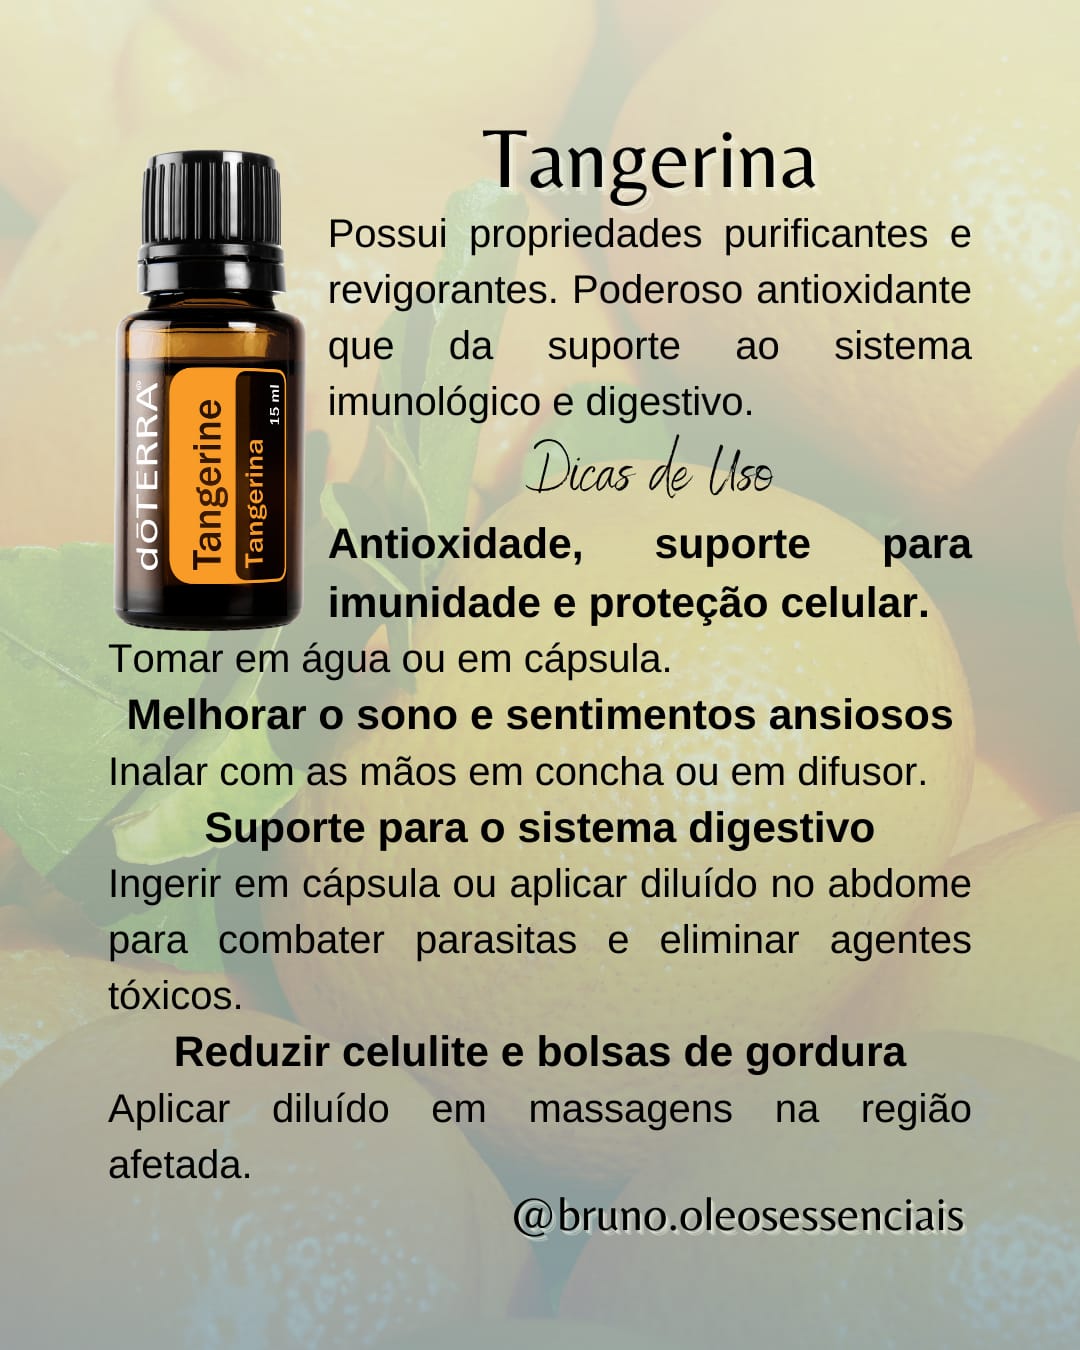 Tangerina
Possui propriedades purificantes e
revigorantes. Poderoso antioxidante
que da suporte ao sistema
imunológico e digestivo.
dōTERRA®
Tangerine
Tangerina
15 ml
Dicas de Uso
Antioxidade, suporte para
imunidade e proteção celular.
Tomar em água ou em cápsula.
Melhorar o sono e sentimentos ansiosos
Inalar com as mãos em concha ou em difusor.
Suporte para o sistema digestivo
Ingerir em cápsula ou aplicar diluído no abdome
para combater parasitas e eliminar agentes
tóxicos.
Reduzir celulite e bolsas de gordura
Aplicar diluído em massagens na região
afetada.
@bruno.oleosessenciais